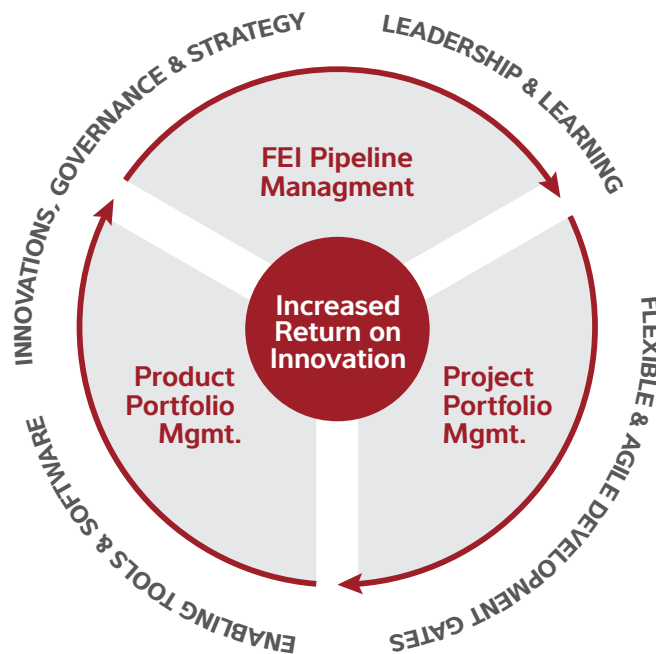 INNOVATIONS, GOVERNANCE & STRATEGY
LEADERSHIP & LEARNING
FEI Pipeline
Managment
Increased
Return on
Innovation
Product
Portfolio
Mgmt.
Project
Portfolio
Mgmt.
FLEXIBLE & AGILE DEVELOPMENT GATES
ENABLING TOOLS & SOFTWARE